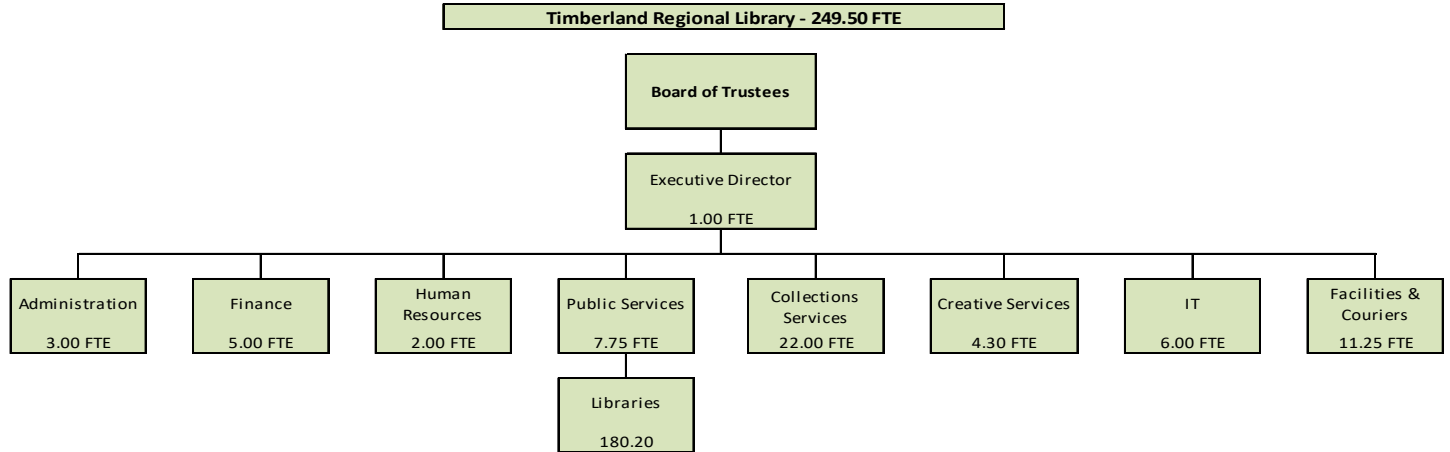 Timberland Regional Library - 249.50 FTE
Board of Trustees
Executive Director
1.00 FTE
Administration
3.00 FTE
Finance
5.00 FTE
Human
Resources
2.00 FTE
Public Services
7.75 FTE
Collections
Services
22.00 FTE
Creative Services
4.30 FTE
IT
6.00 FTE
Facilities &
Couriers
11.25 FTE
Libraries
180.20